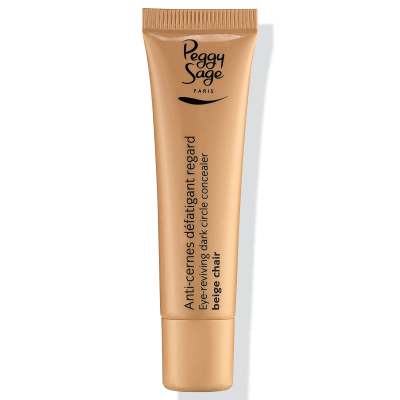 Peggy
Sage
PARIS
Anti-cernes défatigant regard
Eye-reviving dark circle concealer
beige chair